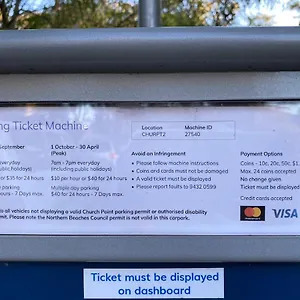 ng Ticket Machine
Location Machine ID
CHURPT2 27540
September
1 October - 30 April
(Peak)
Avoid an Infringement
Payment Options
everyday
public holidays)
7am - 7pm everyday
(including public holidays)
• Please follow machine instructions.
• Coins and cards must not be damaged
• A valid ticket must be displayed
• Please report faults to 9432 0599
Coins - 10c, 20c, 50c, $1
Max. 24 coins accepted
No change given
Ticket must be displayed
Credit cards accepted
or $35 for 24 hours
$10 per hour or $40 for 24 hours
parking
hours - 7 Days max.
Multiple day parking
$40 for 24 hours - 7 Days max.
mastercard
VISA
all vehicles not displaying a valid Church Point parking permit or authorised disability
permit. Please note the Northern Beaches Council permit is not valid in this carpark.
Ticket must be displayed
on dashboard